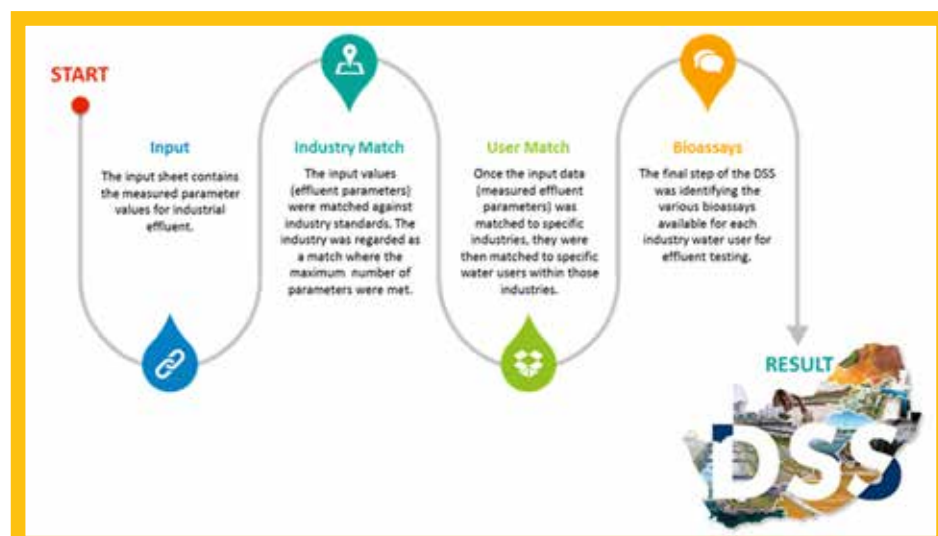 START
Input
The input sheet contains
the measured parameter
values for industrial
effluent.
Industry Match
The input values
(effluent parameters)
were matched against
industry standards. The
industry was regarded as
a match where the
maximum number of
parameters were met.
User Match
Once the input data
(measured effluent
parameters) was
matched to specific
industries, they were
then matched to specific
water users within those
industries.
Bioassays
The final step of the DSS
was identifying the
various bioassays
available for each
industry water user for
effluent testing.
RESULT
DSS